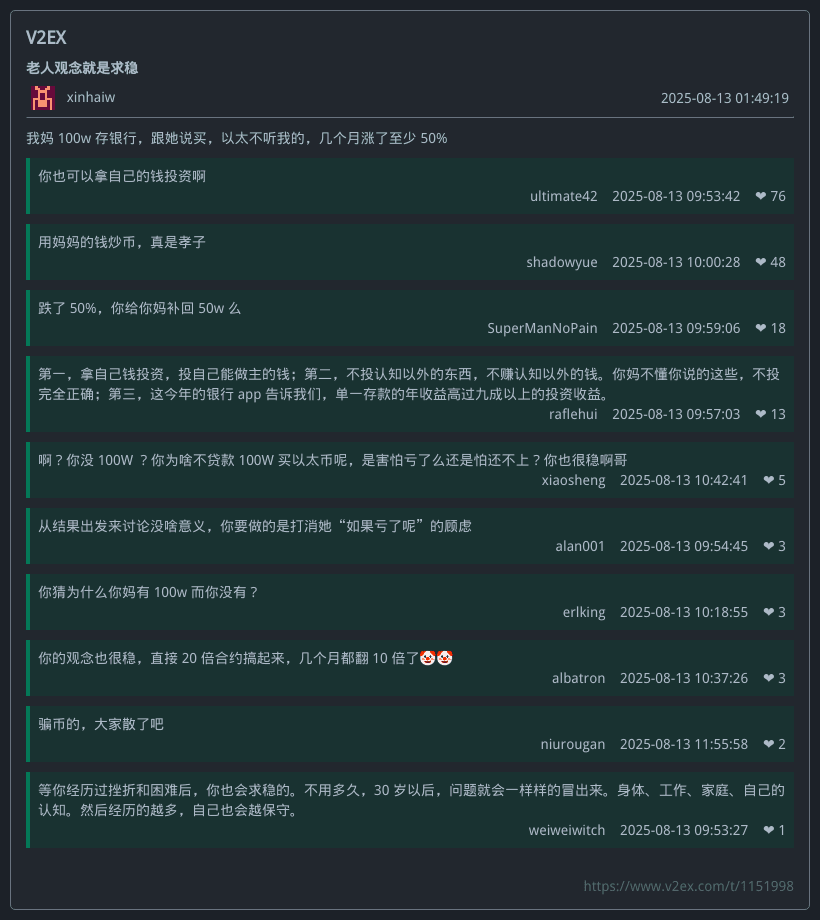 V2EX
老人观念就是求稳
xinhaiw 2025-08-13 01:49:19
我妈 100w 存银行，跟她说买，以太不听我的，几个月涨了至少 50%
你也可以拿自己的钱投资啊
ultimate42 2025-08-13 09:53:42 ❤ 76
用妈妈的钱炒币，真是孝子
shadowyue 2025-08-13 10:00:28 ❤ 48
跌了 50%，你给你妈补回 50w 么
SuperManNoPain 2025-08-13 09:59:06 ❤ 18
第一，拿自己钱投资，投自己能做主的钱；第二，不投认知以外的东西，不赚认知以外的钱。你妈不懂你说的这些，不投
完全正确；第三，这今年的银行 app 告诉我们，单一存款的年收益高过九成以上的投资收益。
raflehui 2025-08-13 09:57:03 ❤ 13
啊？你没 100W ？你为啥不贷款 100W 买以太币呢，是害怕亏了么还是怕还不上？你也很稳啊哥
xiaosheng 2025-08-13 10:42:41 ❤ 5
从结果出发来讨论没啥意义，你要做的是打消她“如果亏了呢”的顾虑
alan001 2025-08-13 09:54:45 ❤ 3
你猜为什么你妈有 100w 而你没有？
erlking 2025-08-13 10:18:55 ❤ 3
你的观念也很稳，直接 20 倍合约搞起来，几个月都翻 10 倍了🤡🤡
albatron 2025-08-13 10:37:26 ❤ 3
骗币的，大家散了吧
niurougan 2025-08-13 11:55:58 ❤ 2
等你经历过挫折和困难后，你也会求稳的。不用多久，30 岁以后，问题就会一样样的冒出来。身体、工作、家庭、自己的
认知。然后经历的越多，自己也会越保守。
weiweiwitch 2025-08-13 09:53:27 ❤ 1
https://www.v2ex.com/t/1151998